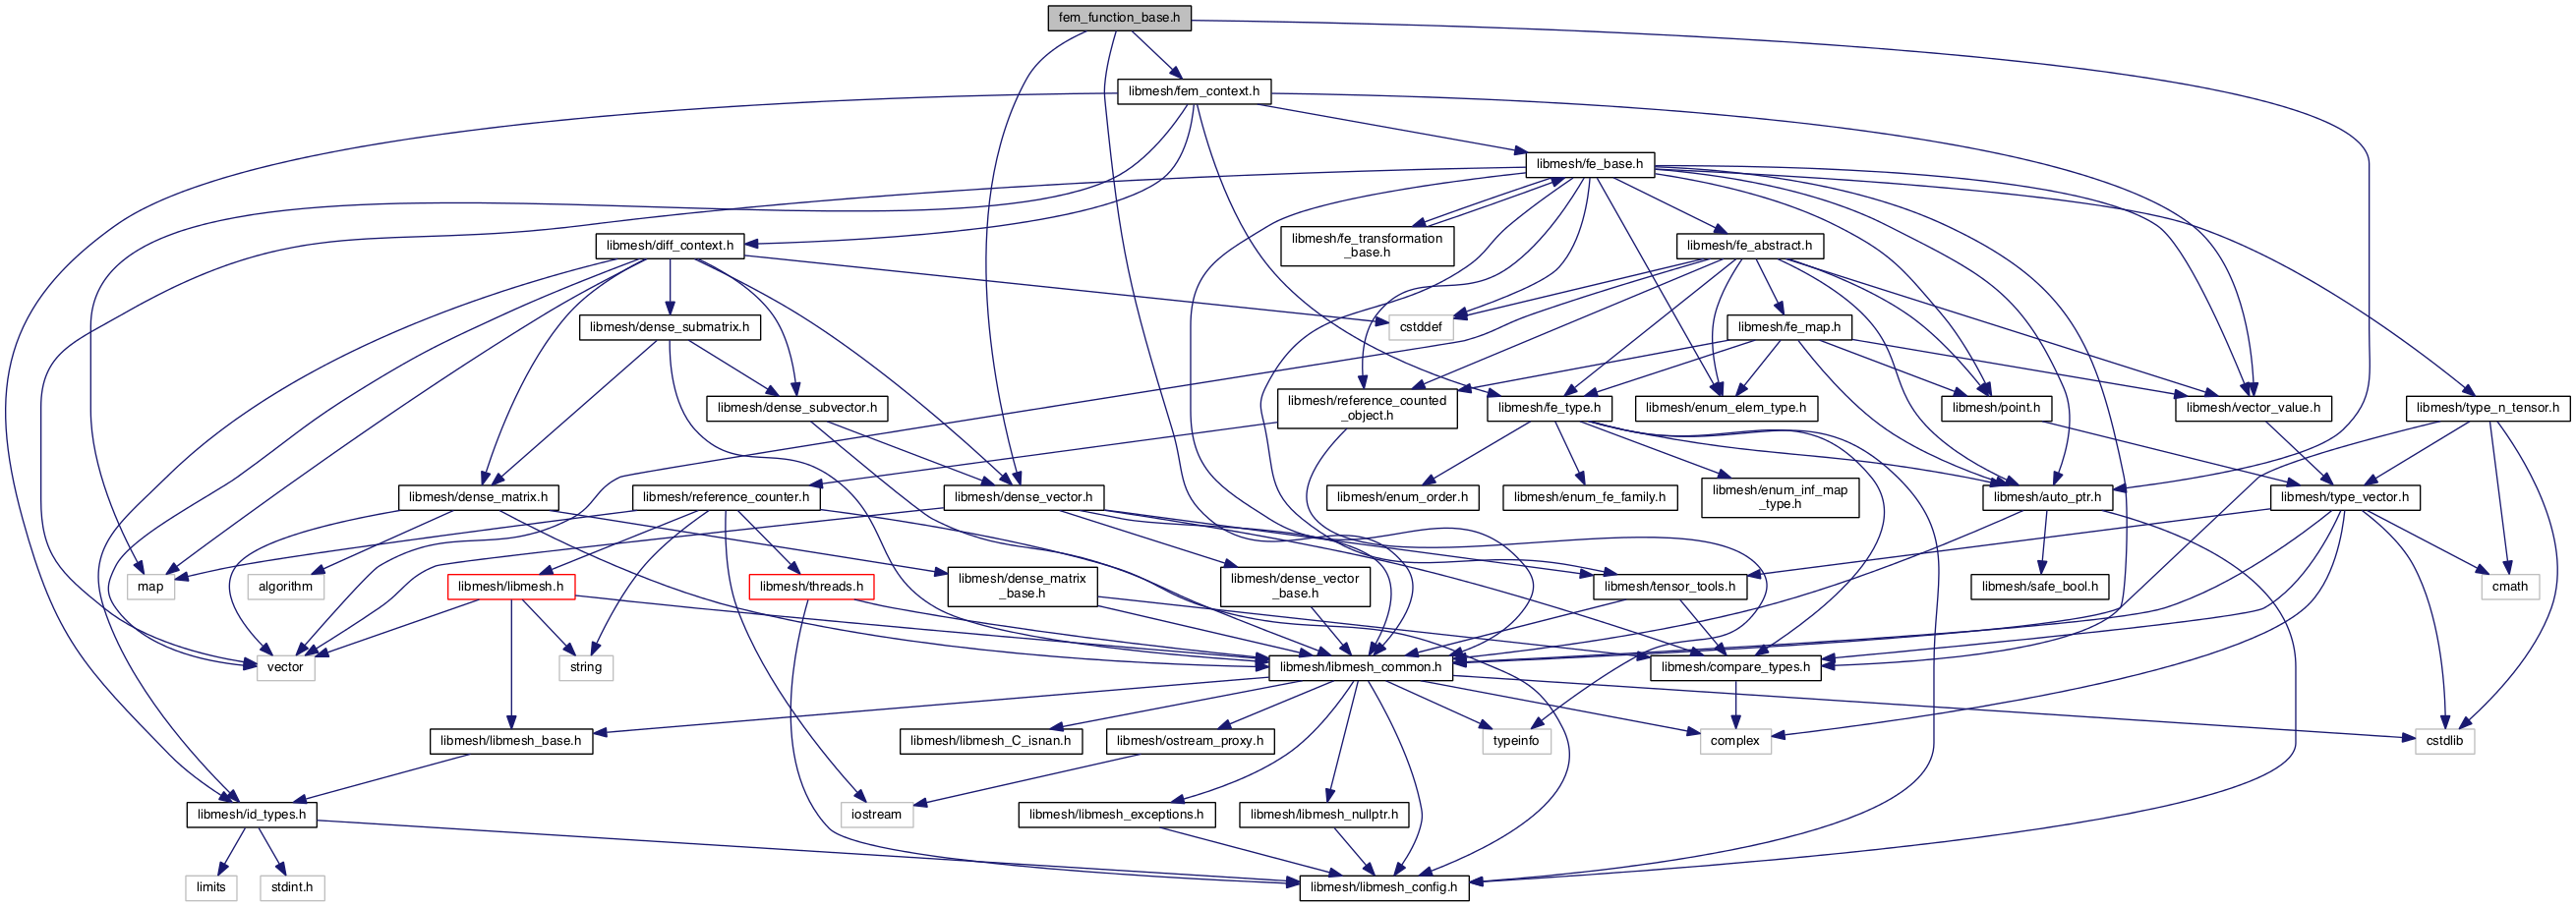 fem_function_base.h
libmesh/fem_context.h
libmesh/fe_base.h
libmesh/diff_context.h
libmesh/fe_transformation
_base.h
libmesh/fe_abstract.h
libmesh/dense_submatrix.h
cstddef
libmesh/fe_map.h
libmesh/dense_subvector.h
libmesh/reference_counted
_object.h
libmesh/fe_type.h
libmesh/enum_elem_type.h
libmesh/point.h
libmesh/vector_value.h
libmesh/type_n_tensor.h
libmesh/dense_matrix.h
libmesh/reference_counter.h
libmesh/dense_vector.h
libmesh/enum_order.h
libmesh/enum_fe_family.h
libmesh/enum_inf_map
_type.h
libmesh/auto_ptr.h
libmesh/type_vector.h
map
algorithm
libmesh/libmesh.h
libmesh/threads.h
libmesh/dense_matrix
_base.h
libmesh/dense_vector
_base.h
libmesh/tensor_tools.h
libmesh/safe_bool.h
cmath
vector
string
libmesh/libmesh_common.h
libmesh/compare_types.h
libmesh/libmesh_base.h
libmesh/libmesh_C_isnan.h
libmesh/ostream_proxy.h
typeinfo
complex
cstdlib
libmesh/id_types.h
iostream
libmesh/libmesh_exceptions.h
libmesh/libmesh_nullptr.h
limits
stdint.h
libmesh/libmesh_config.h